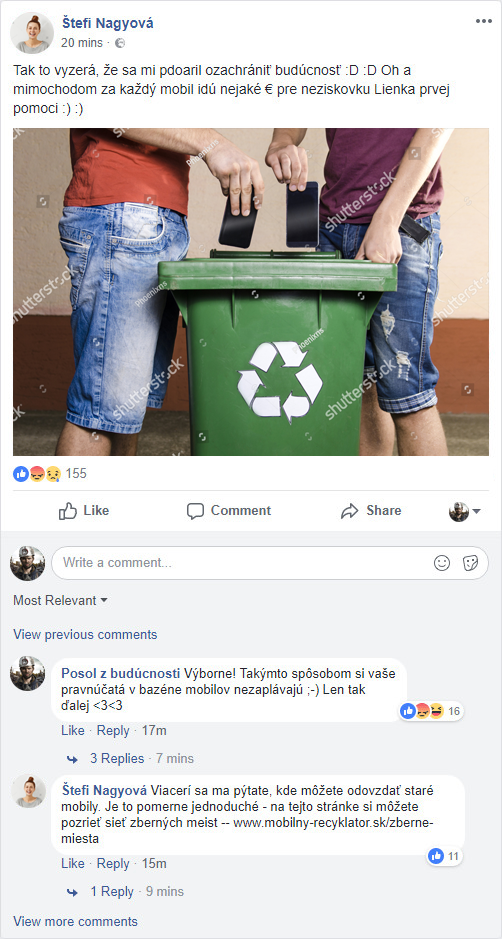 Štefi Nagyová
20 mins ·
Tak to vyzerá, že sa mi pdoaril ozachrániť budúcnosť :D :D Oh a
mimochodom za každý mobil idú nejaké € pre neziskovku Lienka prvej
pomoci :) :)
shutterstock
Phoenixns
155
Like
Comment
Share
Write a comment...
Most Relevant
View previous comments
Posol z budúcnosti Výborne! Takýmto spôsobom si vaše
pravnúčatá v bazéne mobilov nezaplávajú ;-) Len tak
ďalej <3<3
16
Like · Reply · 17m
3 Replies · 7 mins
Štefi Nagyová Viacerí sa ma pýtate, kde môžete odovzdať staré
mobily. Je to pomerne jednoduché - na tejto stránke si môžete
pozrieť sieť zberných meist -- www.mobilny-recyklator.sk/zberne-
miesta
11
Like · Reply · 15m
1 Reply · 9 mins
View more comments